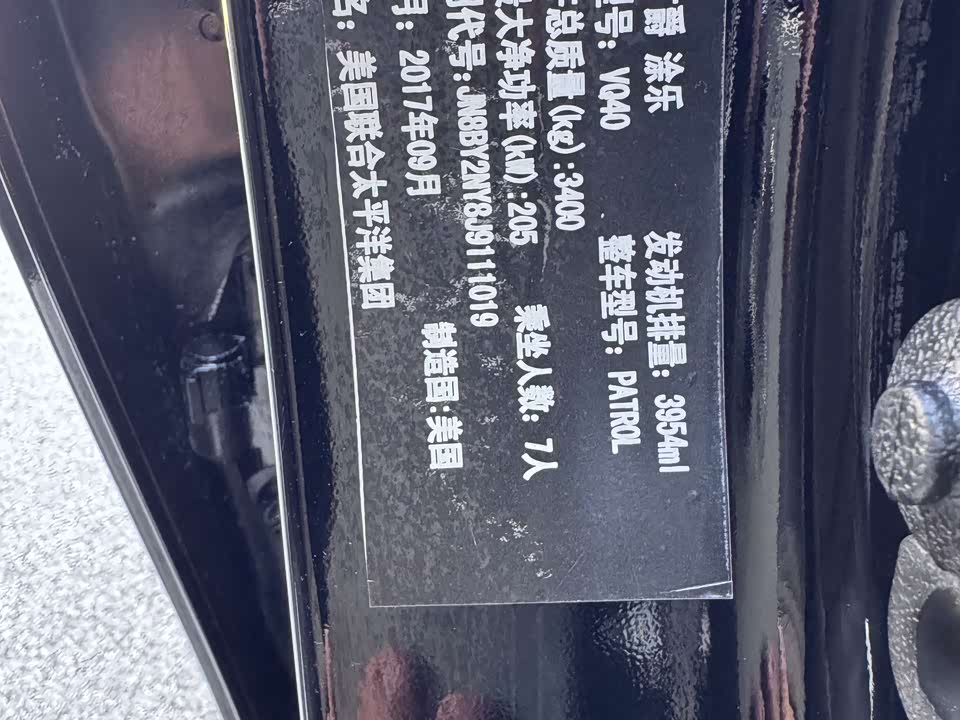 爵 涂乐 发动机排量: 3954ml
型号: VQ40 整车型号: PATROL
总质量(kg):3400
大净功率(kW):205 乘坐人数: 7人
代号:JN8BY2NY8J9111019
月: 2017年09月 制造国:美国
名: 美国联合太平洋集团